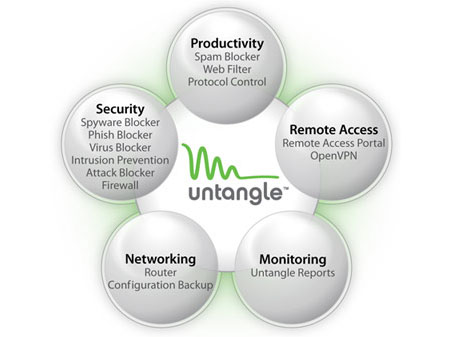 Productivity
Spam Blocker
Web Filter
Protocol Control
Security
Spyware Blocker
Phish Blocker
Virus Blocker
Intrusion Prevention
Attack Blocker
Firewall
Remote Access
Remote Access Portal
OpenVPN
untangle™
Networking
Router
Configuration Backup
Monitoring
Untangle Reports